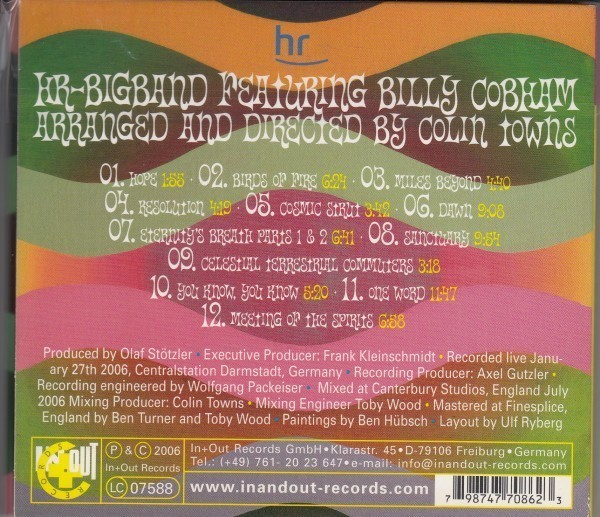 hr
HR-BIGBAND FEATURING BILLY COBHAM
ARRANGED AND DIRECTED BY COLIN TOWNS
01. HOPE 1:55 · 02. BIRDS OF FIRE 6:24 · 03. MILES BEYOND 4:40
04. RESOLUTION 4:19 · 05. COSMIC STRUT 3:42 · 06. DAWN 9:08
07. ETERNITY'S BREATH PARTS 1 & 2 6:41 · 08. SANCTUARY 9:54
09. CELESTIAL TERRESTRIAL COMMUTERS 3:18
10. YOU KNOW, YOU KNOW 5:20 · 11. ONE WORD 11:47
12. MEETING OF THE SPIRITS 6:58
Produced by Olaf Stötzler • Executive Producer: Frank Kleinschmidt • Recorded live Janu-
ary 27th 2006, Centralstation Darmstadt, Germany • Recording Producer: Axel Gutzler •
Recording engineered by Wolfgang Packeiser • Mixed at Canterbury Studios, England July
2006 Mixing Producer: Colin Towns • Mixing Engineer Toby Wood • Mastered at Finesplice,
England by Ben Turner and Toby Wood • Paintings by Ben Hübsch • Layout by Ulf Ryberg
IN+OUT
RECORDS
℗ & © 2006
In+Out Records
LC 07588
In+Out Records GmbH • Klarastr. 45 • D-79106 Freiburg • Germany
Tel.: (+49) 761- 20 23 647 • e-mail: info@inandout-records.com
www.inandout-records.com
7 98747 70862 3